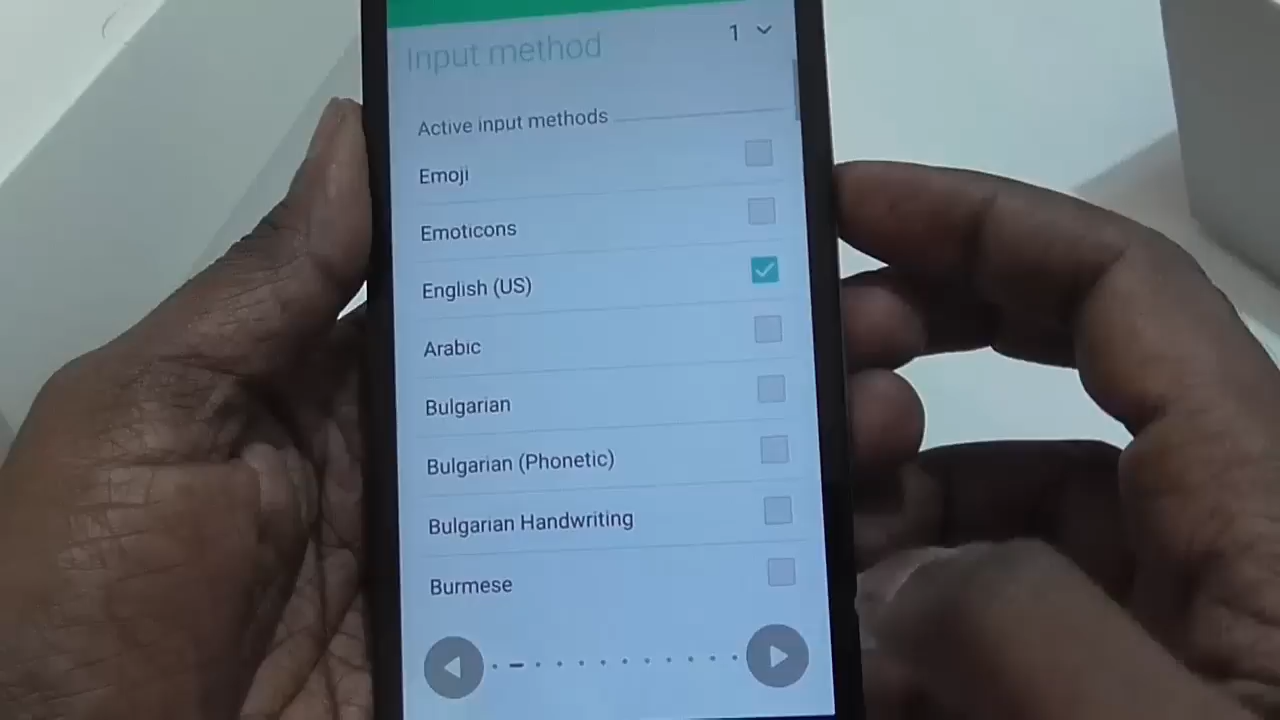 Input method
1
Active input methods
Emoji
Emoticons
English (US)
Arabic
Bulgarian
Bulgarian (Phonetic)
Bulgarian Handwriting
Burmese